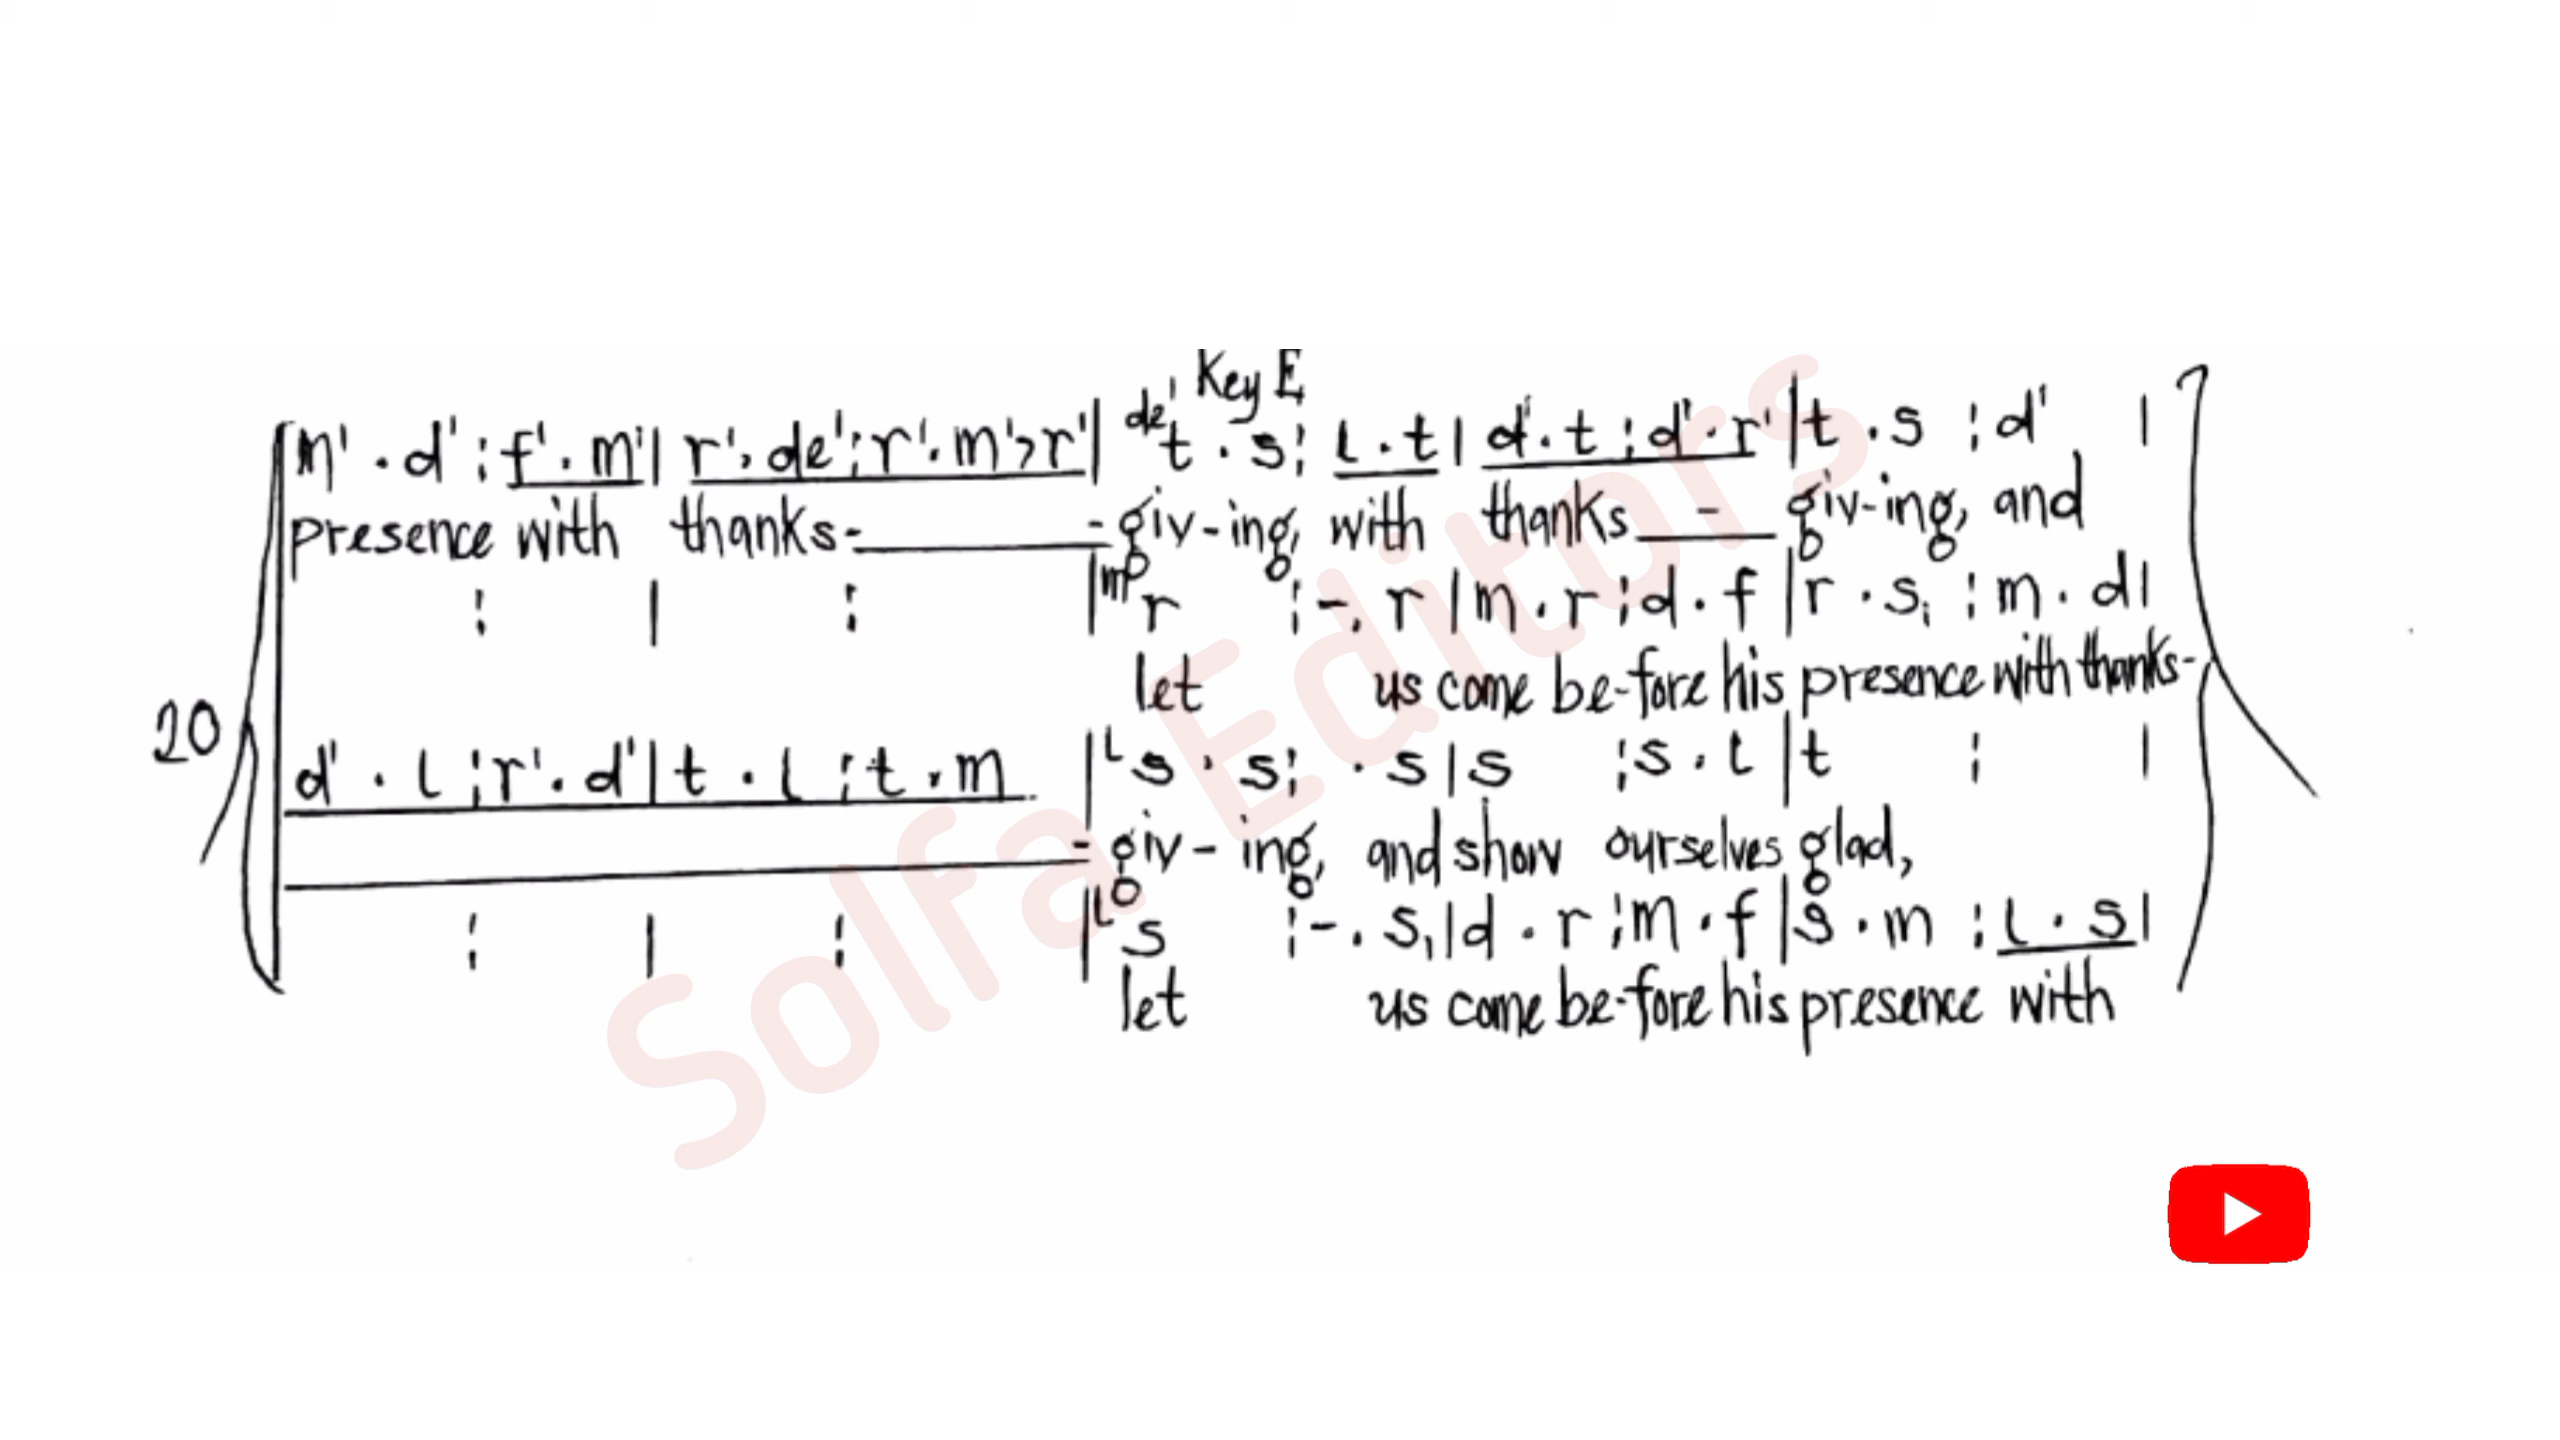 Key E
m' . d' : f' . m' | r' , de' : r' . m' , r' | de't . s : l . t | d' . t : d' . r' | t . s : d' |
presence with thanks- - giv-ing, with thanks - giv-ing, and
: | : | mp r : - . r | m . r : d . f | r . s, : m . d |
let us come be-fore his presence with thanks-
20
d' . l : r' . d' | t . l : t . m | l s . s : . s | s : s . l | t : |
- giv - ing, and show ourselves glad,
: | : | l s : - . s, | d . r : m . f | s . m : l . s |
let us come be-fore his presence with
Solfa Editors